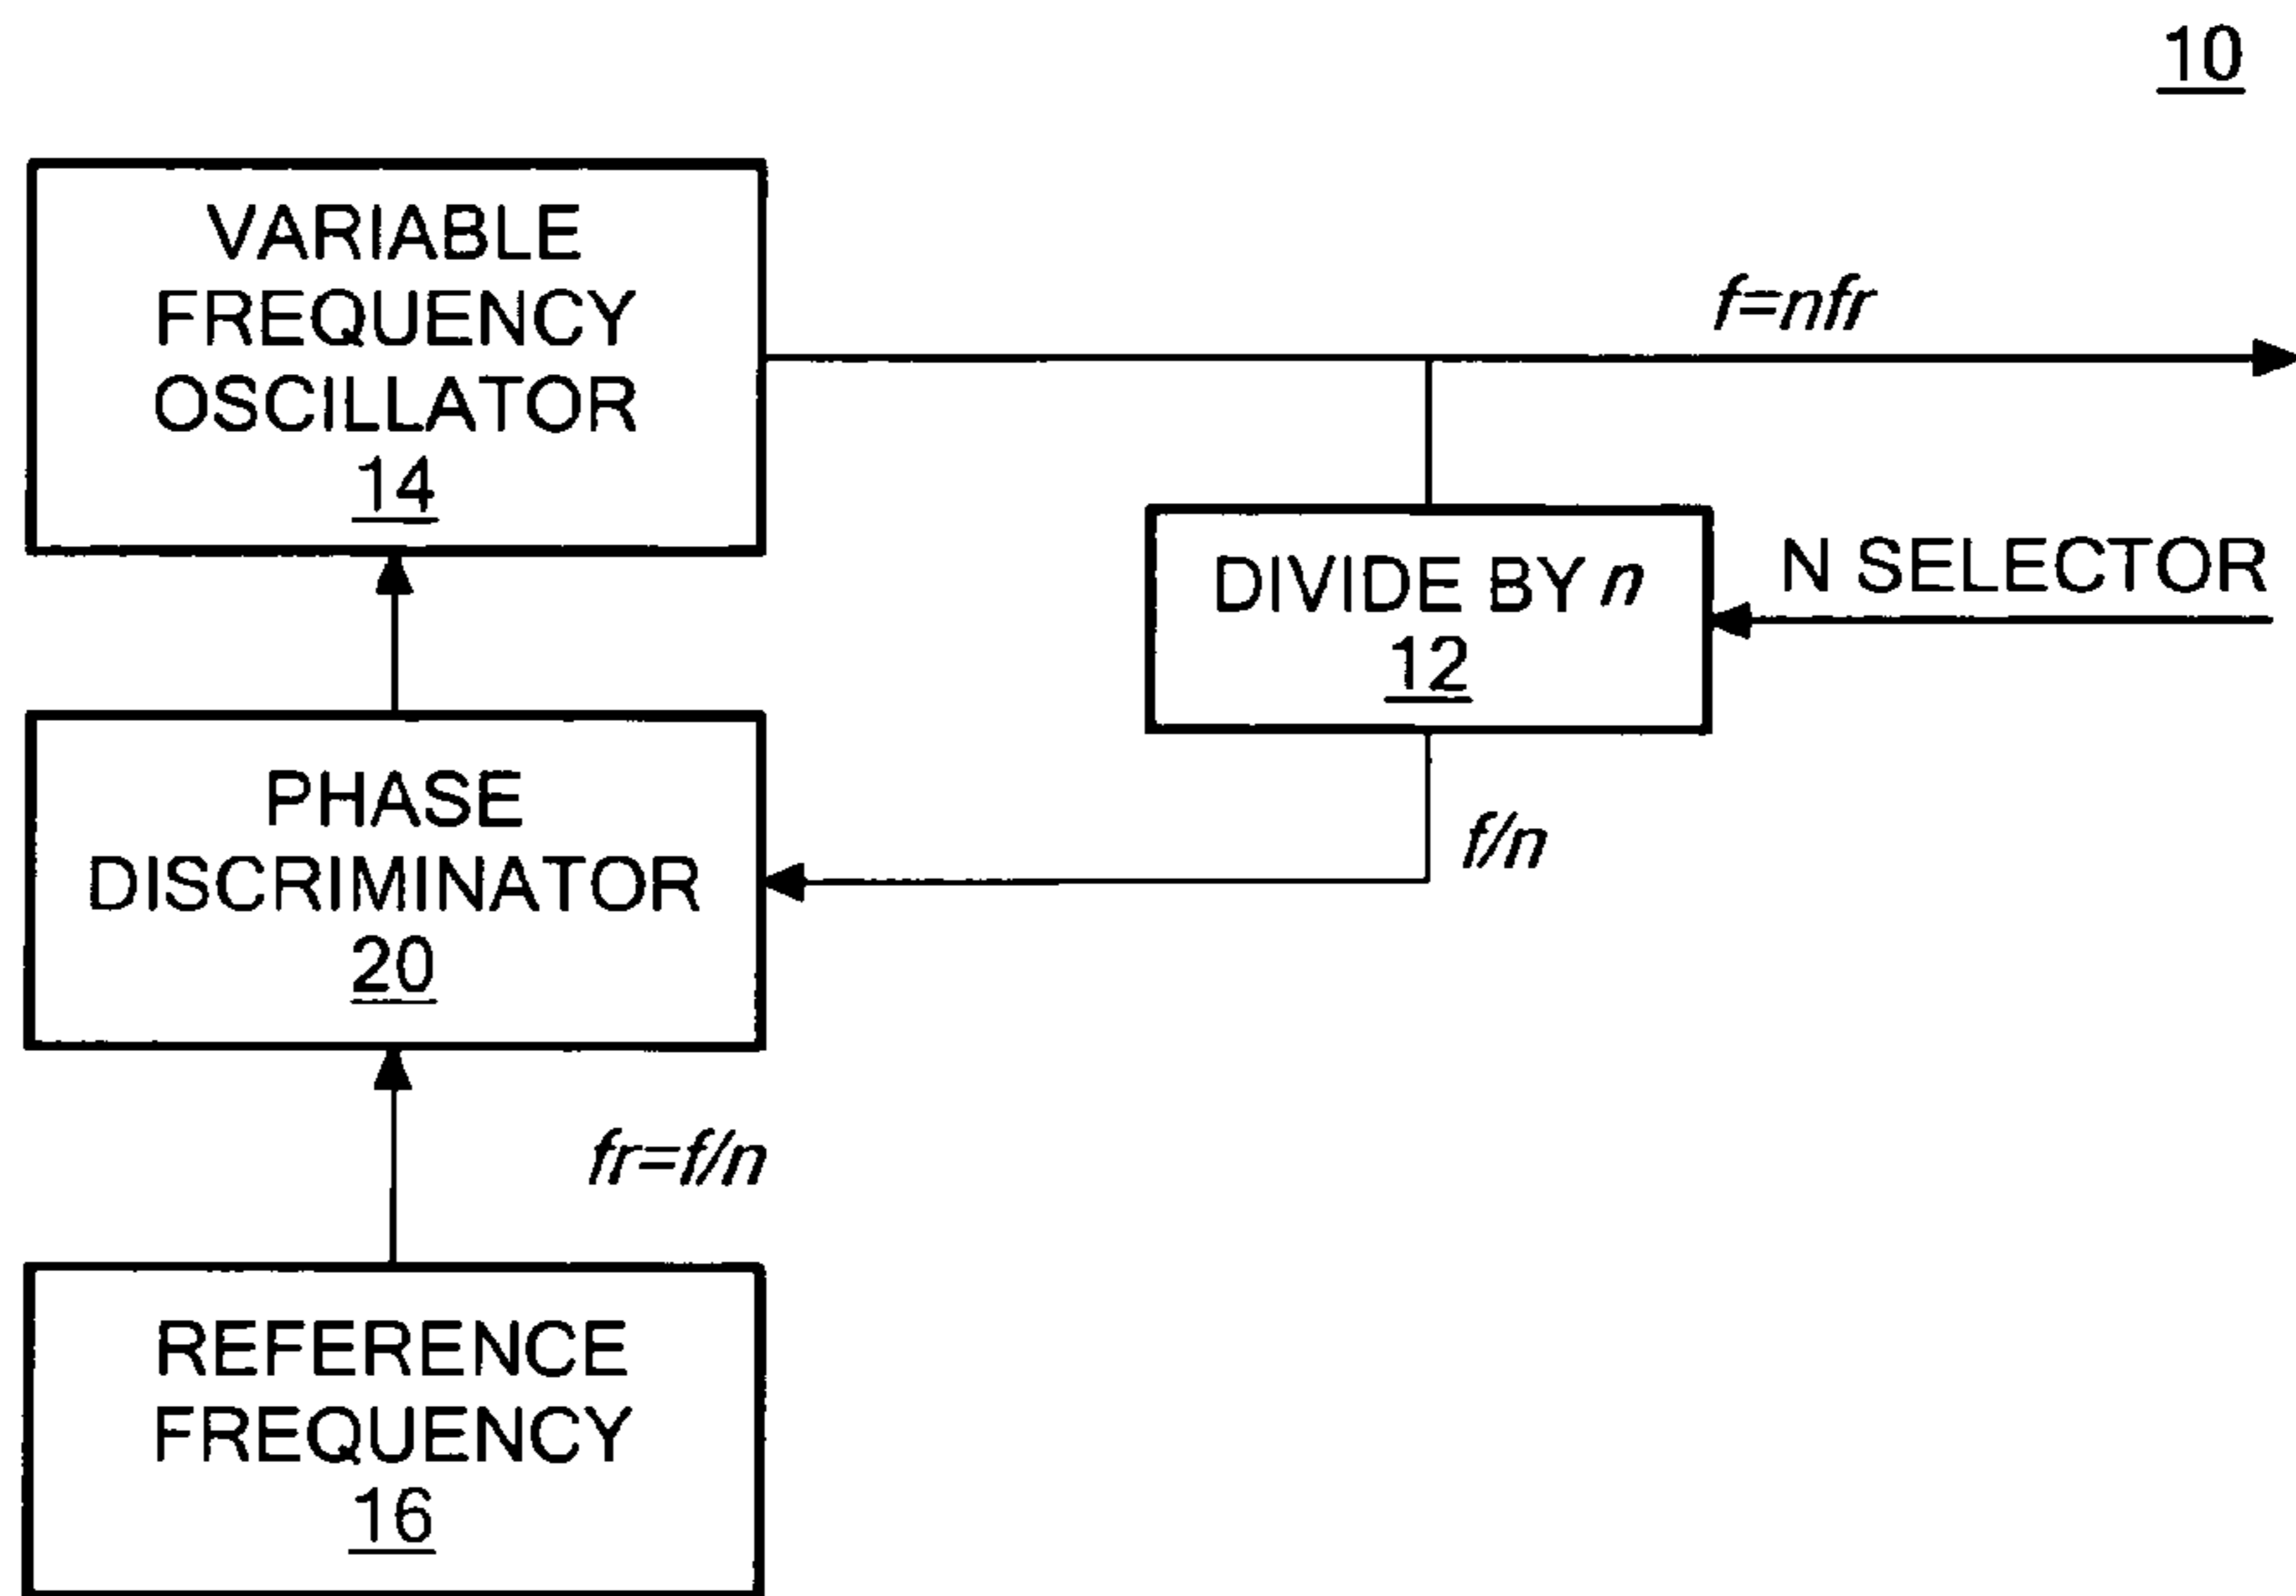 10
VARIABLE
FREQUENCY
OSCILLATOR
14
f=nfr
DIVIDE BY n
12
N SELECTOR
PHASE
DISCRIMINATOR
20
f/n
fr=f/n
REFERENCE
FREQUENCY
16